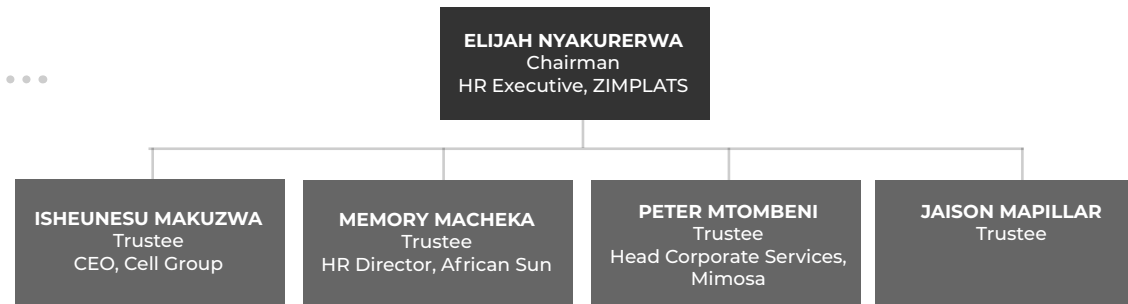 ELIJAH NYAKURERWA
Chairman
HR Executive, ZIMPLATS
ISHEUNESU MAKUZWA
Trustee
CEO, Cell Group
MEMORY MACHEKA
Trustee
HR Director, African Sun
PETER MTOMBENI
Trustee
Head Corporate Services,
Mimosa
JAISON MAPILLAR
Trustee